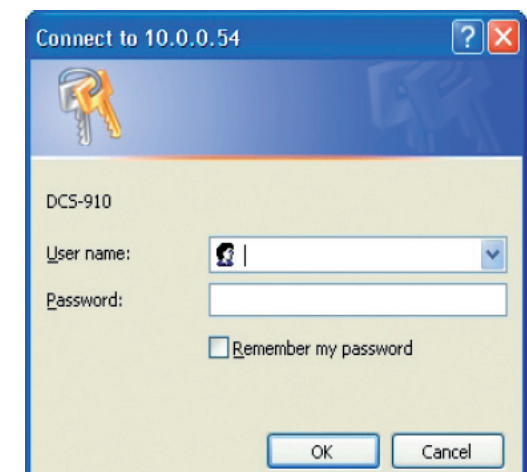 Connect to 10.0.0.54
DCS-910
User name:
Password:
Remember my password
OK Cancel